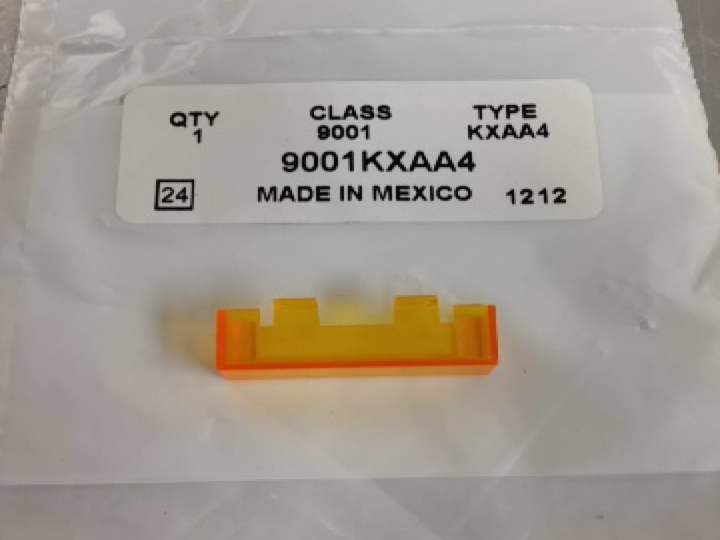 QTY CLASS TYPE
1 9001 KXAA4
9001KXAA4
24 MADE IN MEXICO 1212